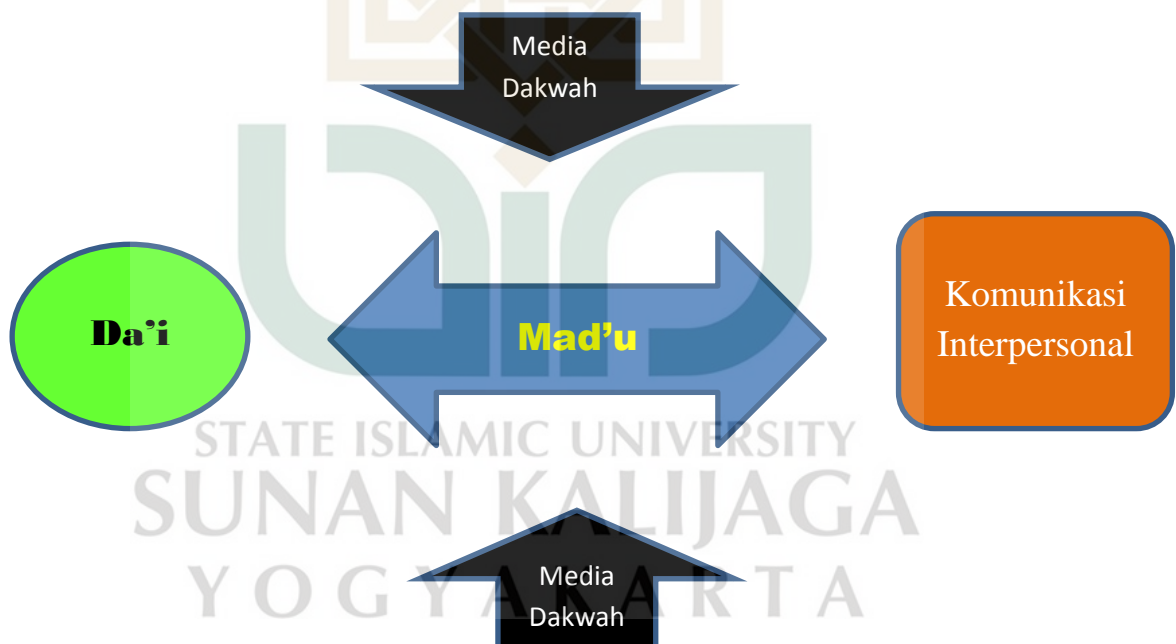 Media
Dakwah
Da’i
Mad’u
Komunikasi
Interpersonal
STATE ISLAMIC UNIVERSITY
SUNAN KALIJAGA
YOGYAKARTA
Media
Dakwah